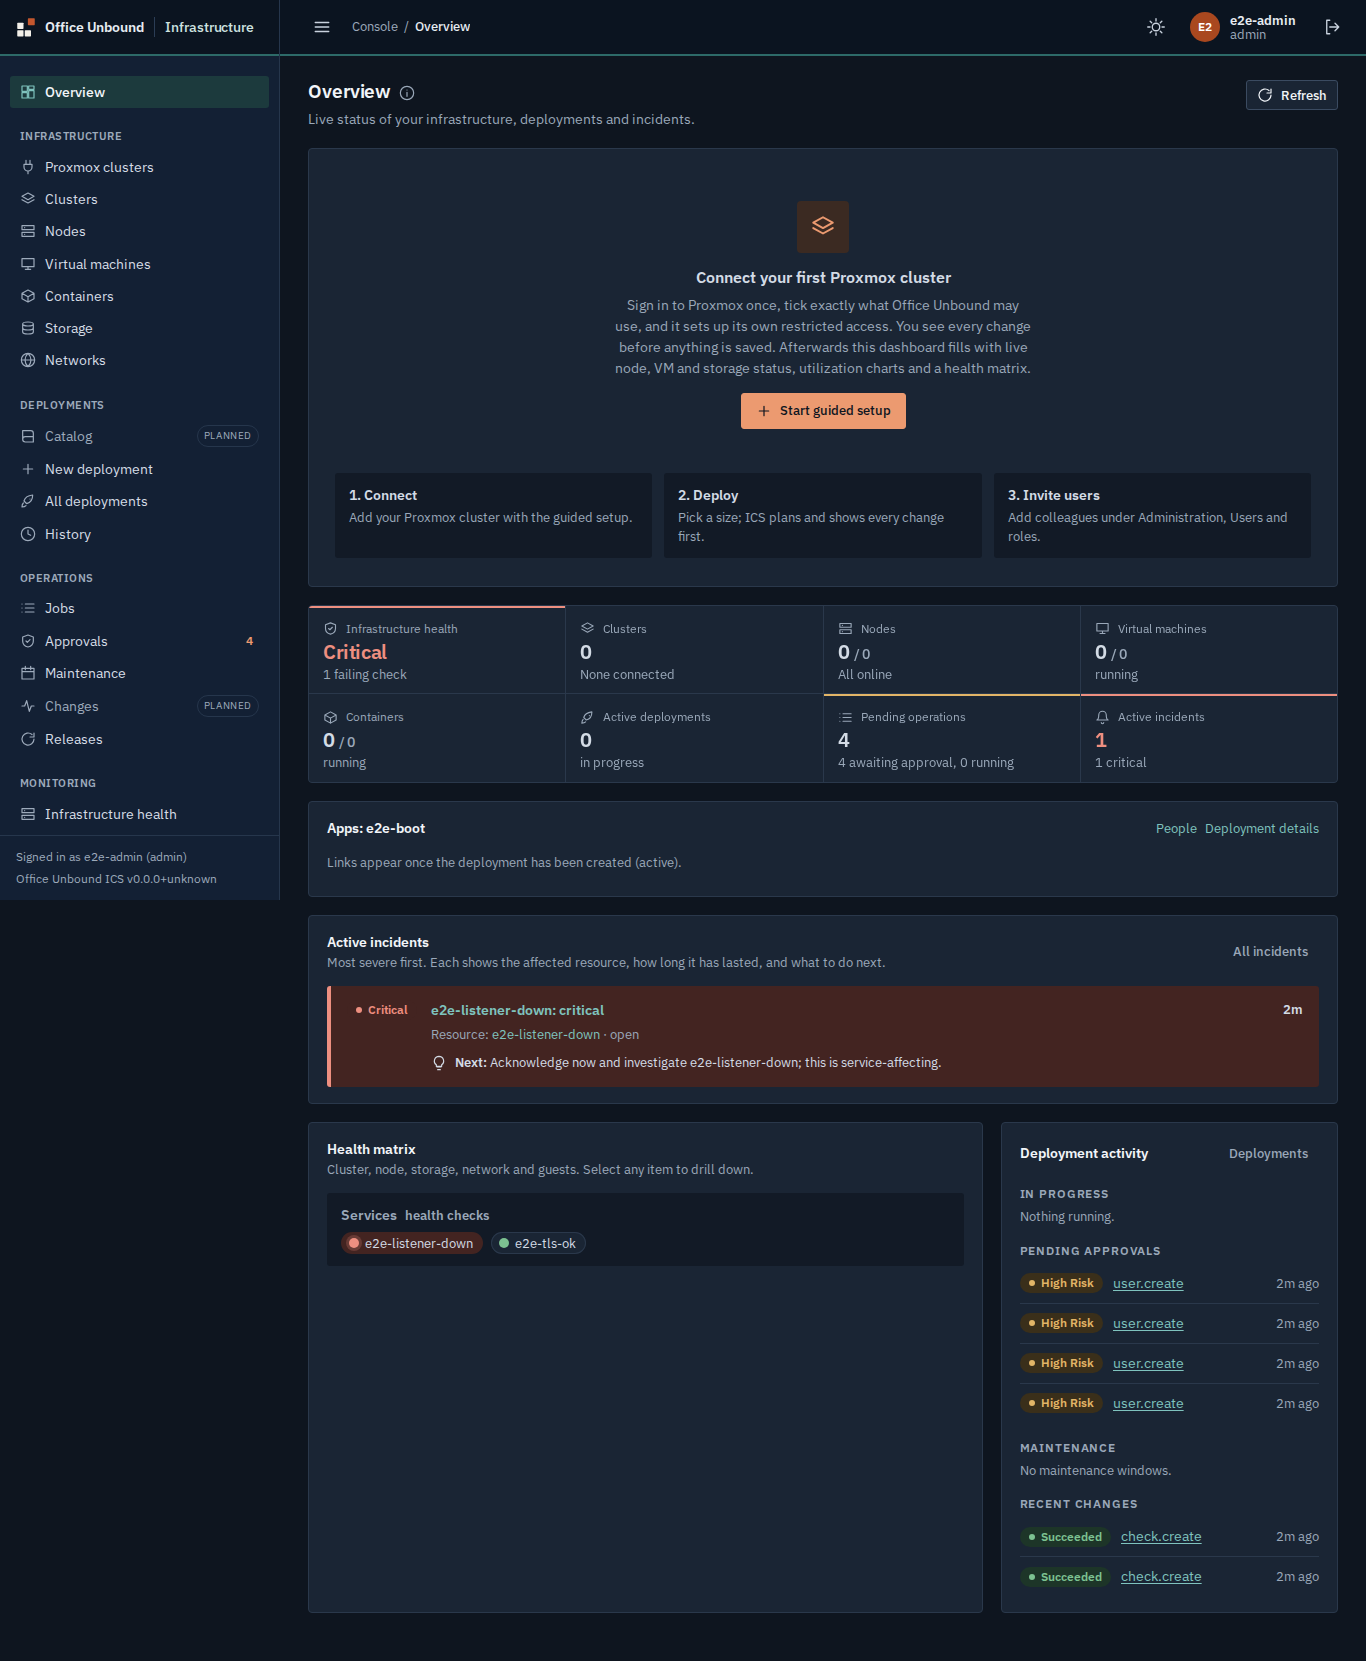 Office Unbound Infrastructure
Console / Overview
E2
e2e-admin
admin
Overview
INFRASTRUCTURE
Proxmox clusters
Clusters
Nodes
Virtual machines
Containers
Storage
Networks
DEPLOYMENTS
Catalog PLANNED
New deployment
All deployments
History
OPERATIONS
Jobs
Approvals 4
Maintenance
Changes PLANNED
Releases
MONITORING
Infrastructure health
Signed in as e2e-admin (admin)
Office Unbound ICS v0.0.0+unknown
Overview
Refresh
Live status of your infrastructure, deployments and incidents.
Connect your first Proxmox cluster
Sign in to Proxmox once, tick exactly what Office Unbound may
use, and it sets up its own restricted access. You see every change
before anything is saved. Afterwards this dashboard fills with live
node, VM and storage status, utilization charts and a health matrix.
Start guided setup
1. Connect
Add your Proxmox cluster with the guided setup.
2. Deploy
Pick a size; ICS plans and shows every change
first.
3. Invite users
Add colleagues under Administration, Users and
roles.
Infrastructure health
Critical
1 failing check
Clusters
0
None connected
Nodes
0 / 0
All online
Virtual machines
0 / 0
running
Containers
0 / 0
running
Active deployments
0
in progress
Pending operations
4
4 awaiting approval, 0 running
Active incidents
1
1 critical
Apps: e2e-boot
People Deployment details
Links appear once the deployment has been created (active).
Active incidents
Most severe first. Each shows the affected resource, how long it has lasted, and what to do next.
All incidents
Critical e2e-listener-down: critical 2m
Resource: e2e-listener-down · open
Next: Acknowledge now and investigate e2e-listener-down; this is service-affecting.
Health matrix
Cluster, node, storage, network and guests. Select any item to drill down.
Services health checks
e2e-listener-down e2e-tls-ok
Deployment activity Deployments
IN PROGRESS
Nothing running.
PENDING APPROVALS
High Risk user.create 2m ago
High Risk user.create 2m ago
High Risk user.create 2m ago
High Risk user.create 2m ago
MAINTENANCE
No maintenance windows.
RECENT CHANGES
Succeeded check.create 2m ago
Succeeded check.create 2m ago